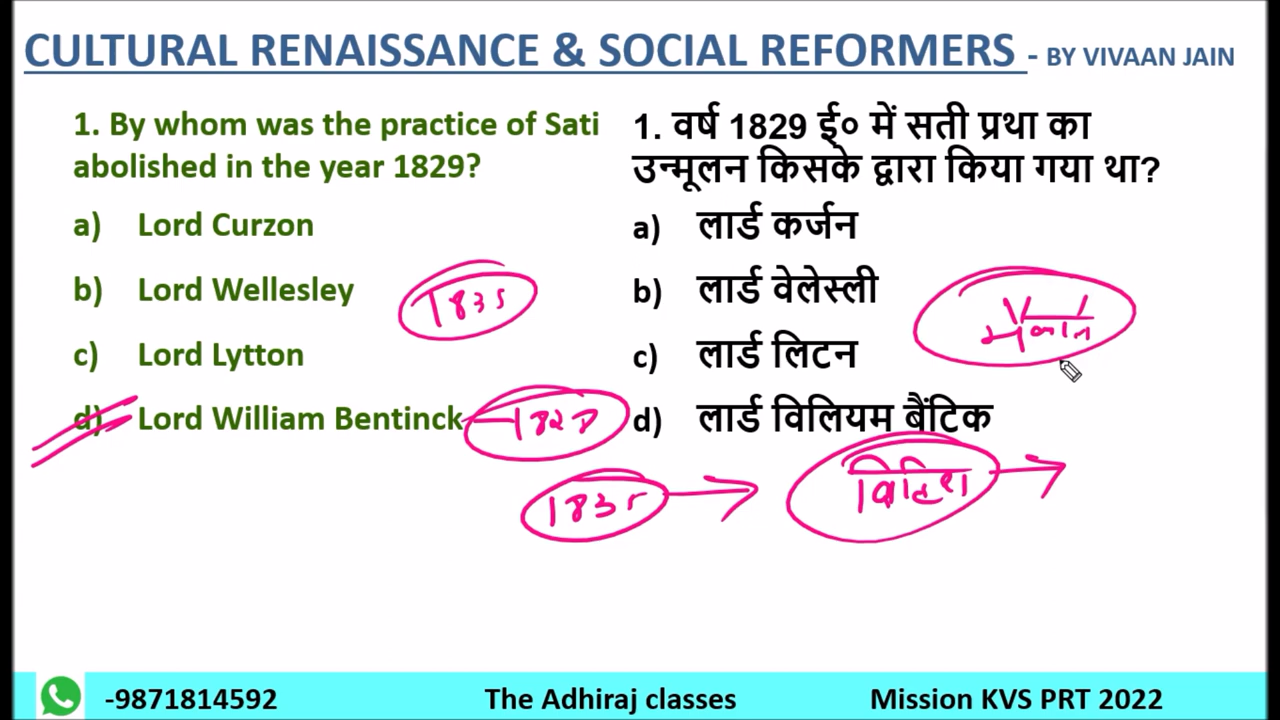 CULTURAL RENAISSANCE & SOCIAL REFORMERS - BY VIVAAN JAIN
1. By whom was the practice of Sati
abolished in the year 1829?
a) Lord Curzon
b) Lord Wellesley
1835
c) Lord Lytton
d) Lord William Bentinck
1. वर्ष 1829 ई० में सती प्रथा का
उन्मूलन किसके द्वारा किया गया था?
a) लार्ड कर्जन
b) लार्ड वेलेस्ली
c) लार्ड लिटन
d) लार्ड विलियम बैंटिक
1835
-9871814592 The Adhiraj classes Mission KVS PRT 2022